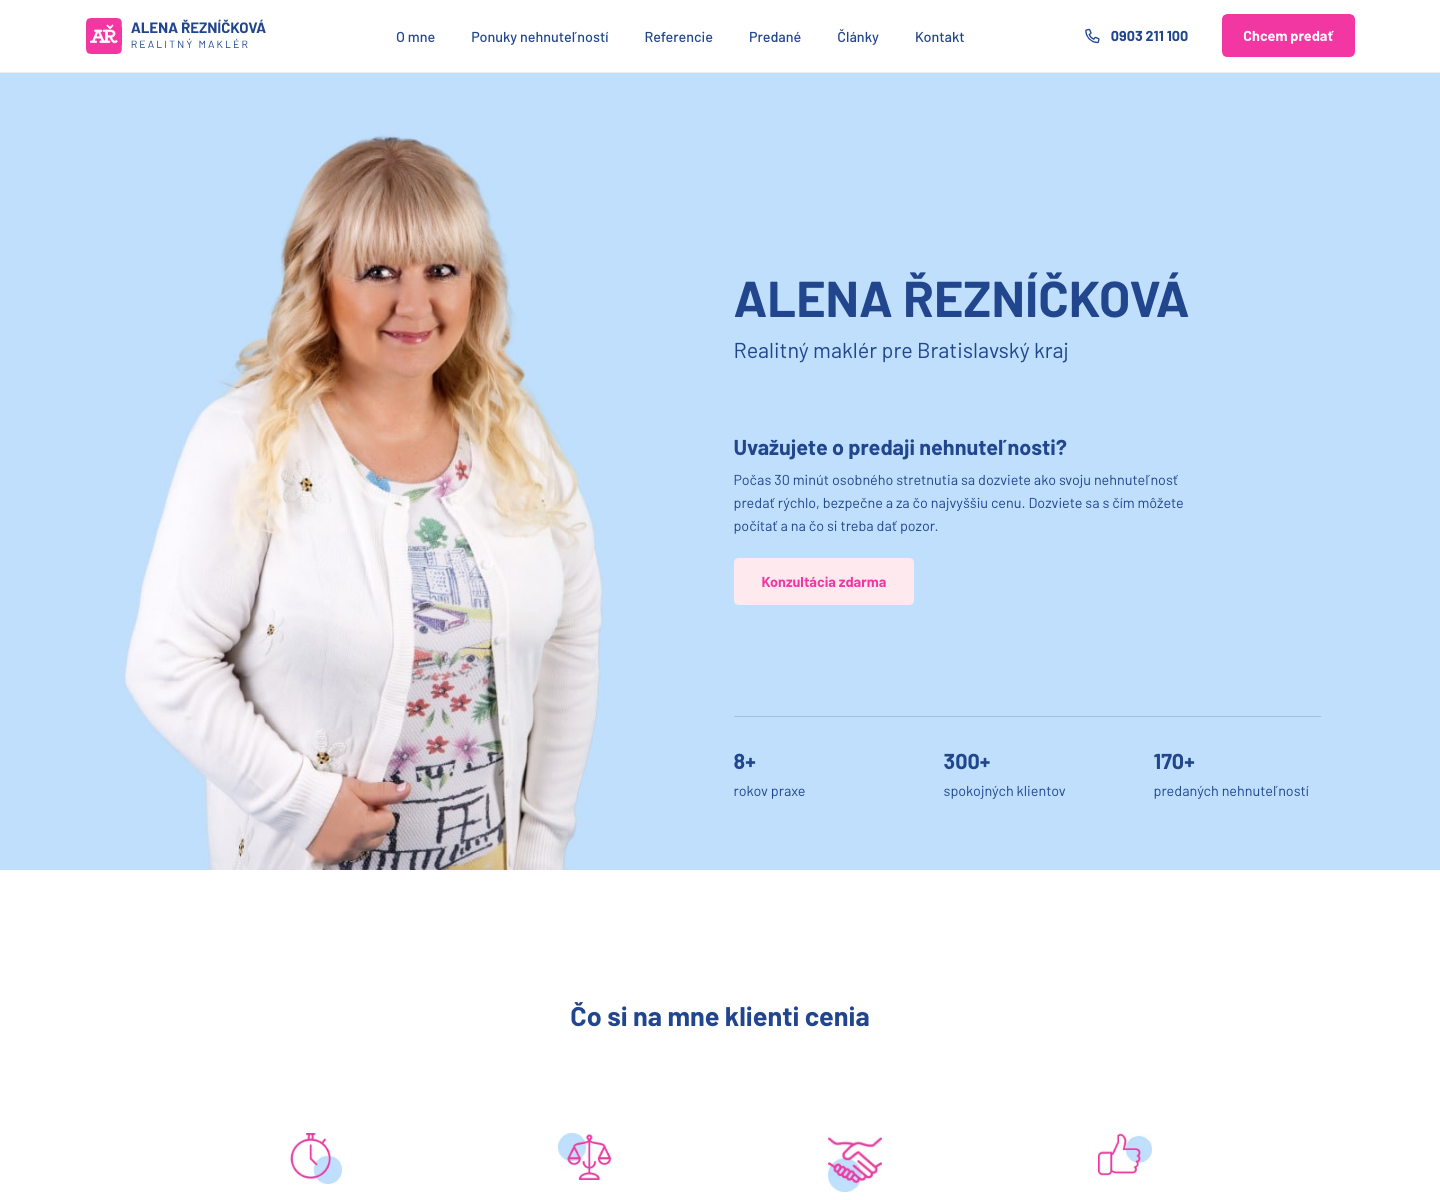 AŘ
ALENA ŘEZNÍČKOVÁ
REALITNÝ MAKLÉR
O mne
Ponuky nehnuteľností
Referencie
Predané
Články
Kontakt
0903 211 100
Chcem predať
ALENA ŘEZNÍČKOVÁ
Realitný maklér pre Bratislavský kraj
Uvažujete o predaji nehnuteľnosti?
Počas 30 minút osobného stretnutia sa dozviete ako svoju nehnuteľnosť
predať rýchlo, bezpečne a za čo najvyššiu cenu. Dozviete sa s čím môžete
počítať a na čo si treba dať pozor.
Konzultácia zdarma
8+
rokov praxe
300+
spokojných klientov
170+
predaných nehnuteľností
Čo si na mne klienti cenia